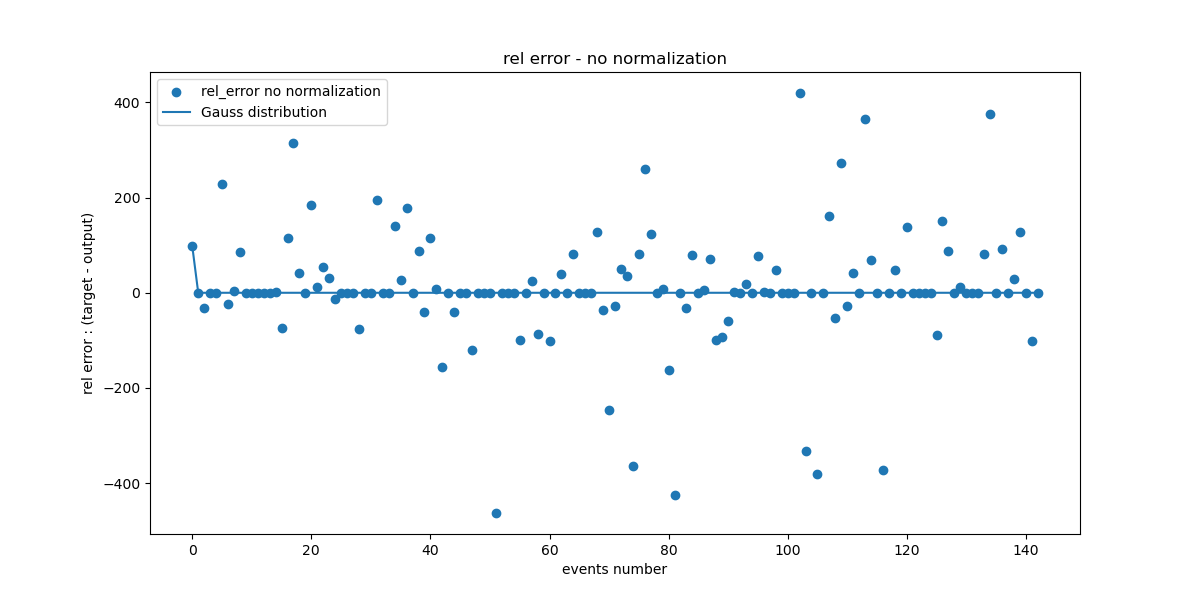 rel error - no normalization
rel_error no normalization
Gauss distribution
rel error : (target - output)
400
200
0
−200
−400
0 20 40 60 80 100 120 140
events number